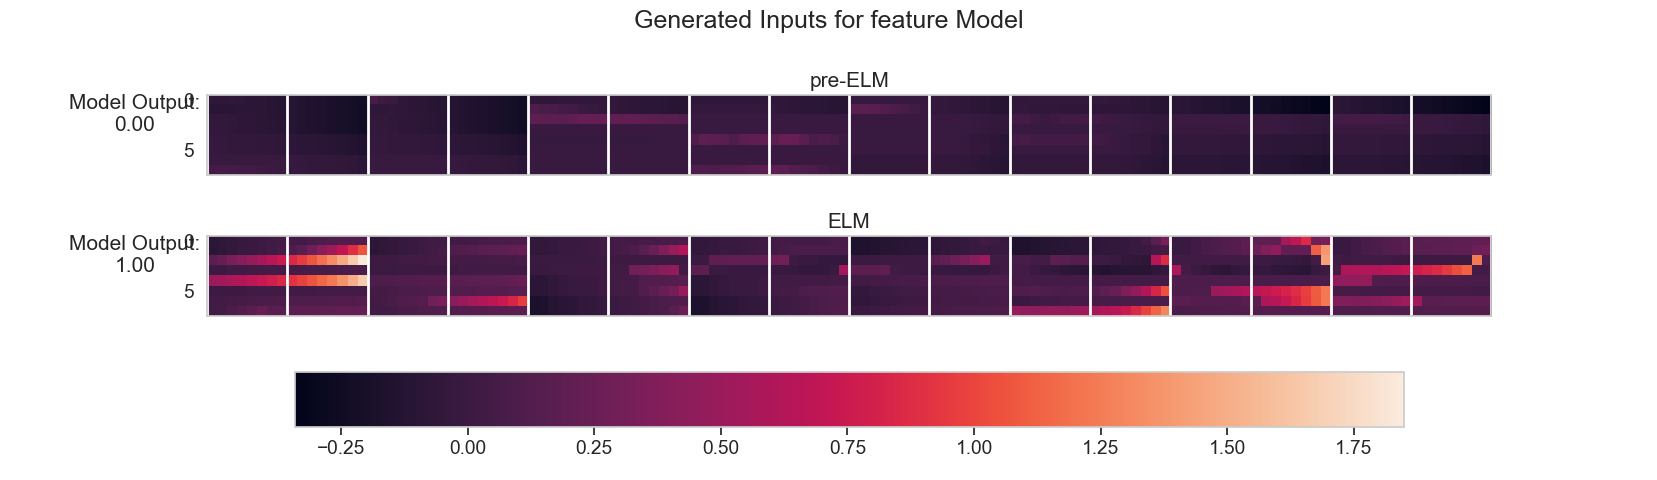 Generated Inputs for feature Model
pre-ELM
Model Output:
0.00
0
5
ELM
Model Output:
1.00
0
5
−0.25 0.00 0.25 0.50 0.75 1.00 1.25 1.50 1.75